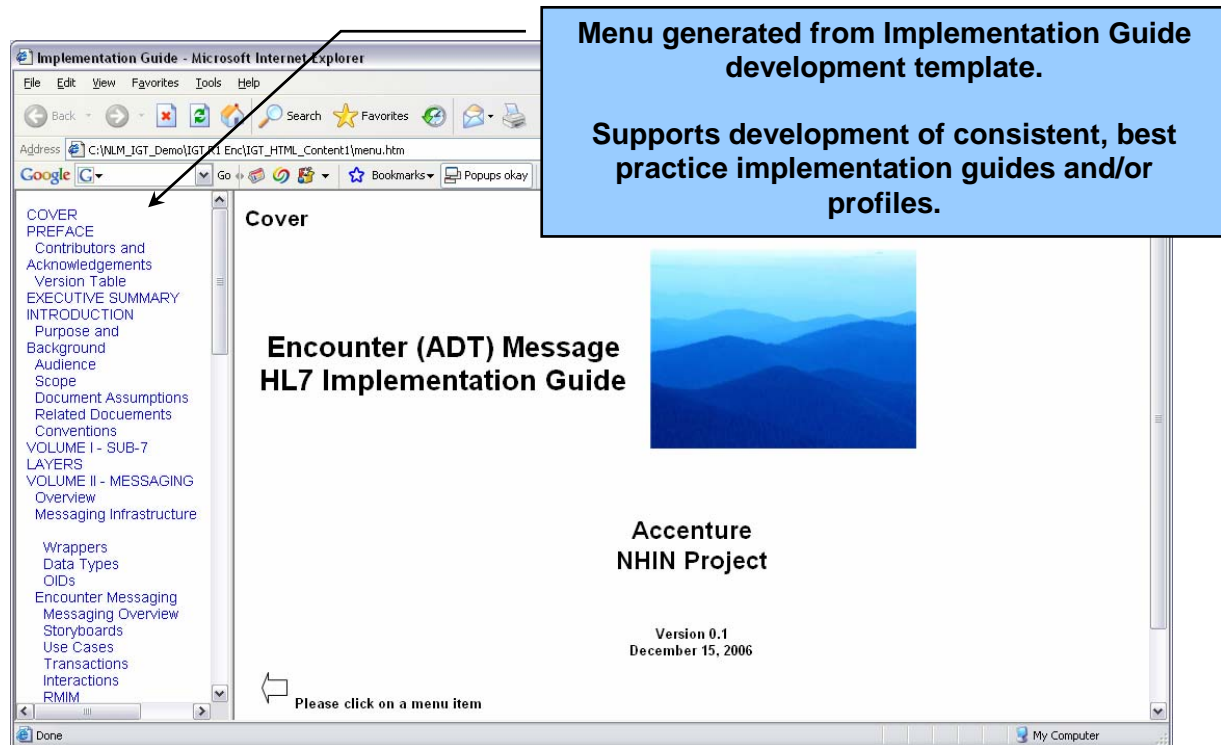 Menu generated from Implementation Guide
development template.
Supports development of consistent, best
practice implementation guides and/or
profiles.
Implementation Guide - Microsoft Internet Explorer
File Edit View Favorites Tools Help
Back Search Favorites
Address C:\NLM_IGT_Demo\IGT R1 Enc\IGT_HTML_Content1\menu.htm
Google G Go Bookmarks Popups okay
COVER
PREFACE
Contributors and
Acknowledgements
Version Table
EXECUTIVE SUMMARY
INTRODUCTION
Purpose and
Background
Audience
Scope
Document Assumptions
Related Docuements
Conventions
VOLUME I - SUB-7
LAYERS
VOLUME II - MESSAGING
Overview
Messaging Infrastructure
Wrappers
Data Types
OIDs
Encounter Messaging
Messaging Overview
Storyboards
Use Cases
Transactions
Interactions
RMIM
Cover
Encounter (ADT) Message
HL7 Implementation Guide
Accenture
NHIN Project
Version 0.1
December 15, 2006
Please click on a menu item
Done My Computer